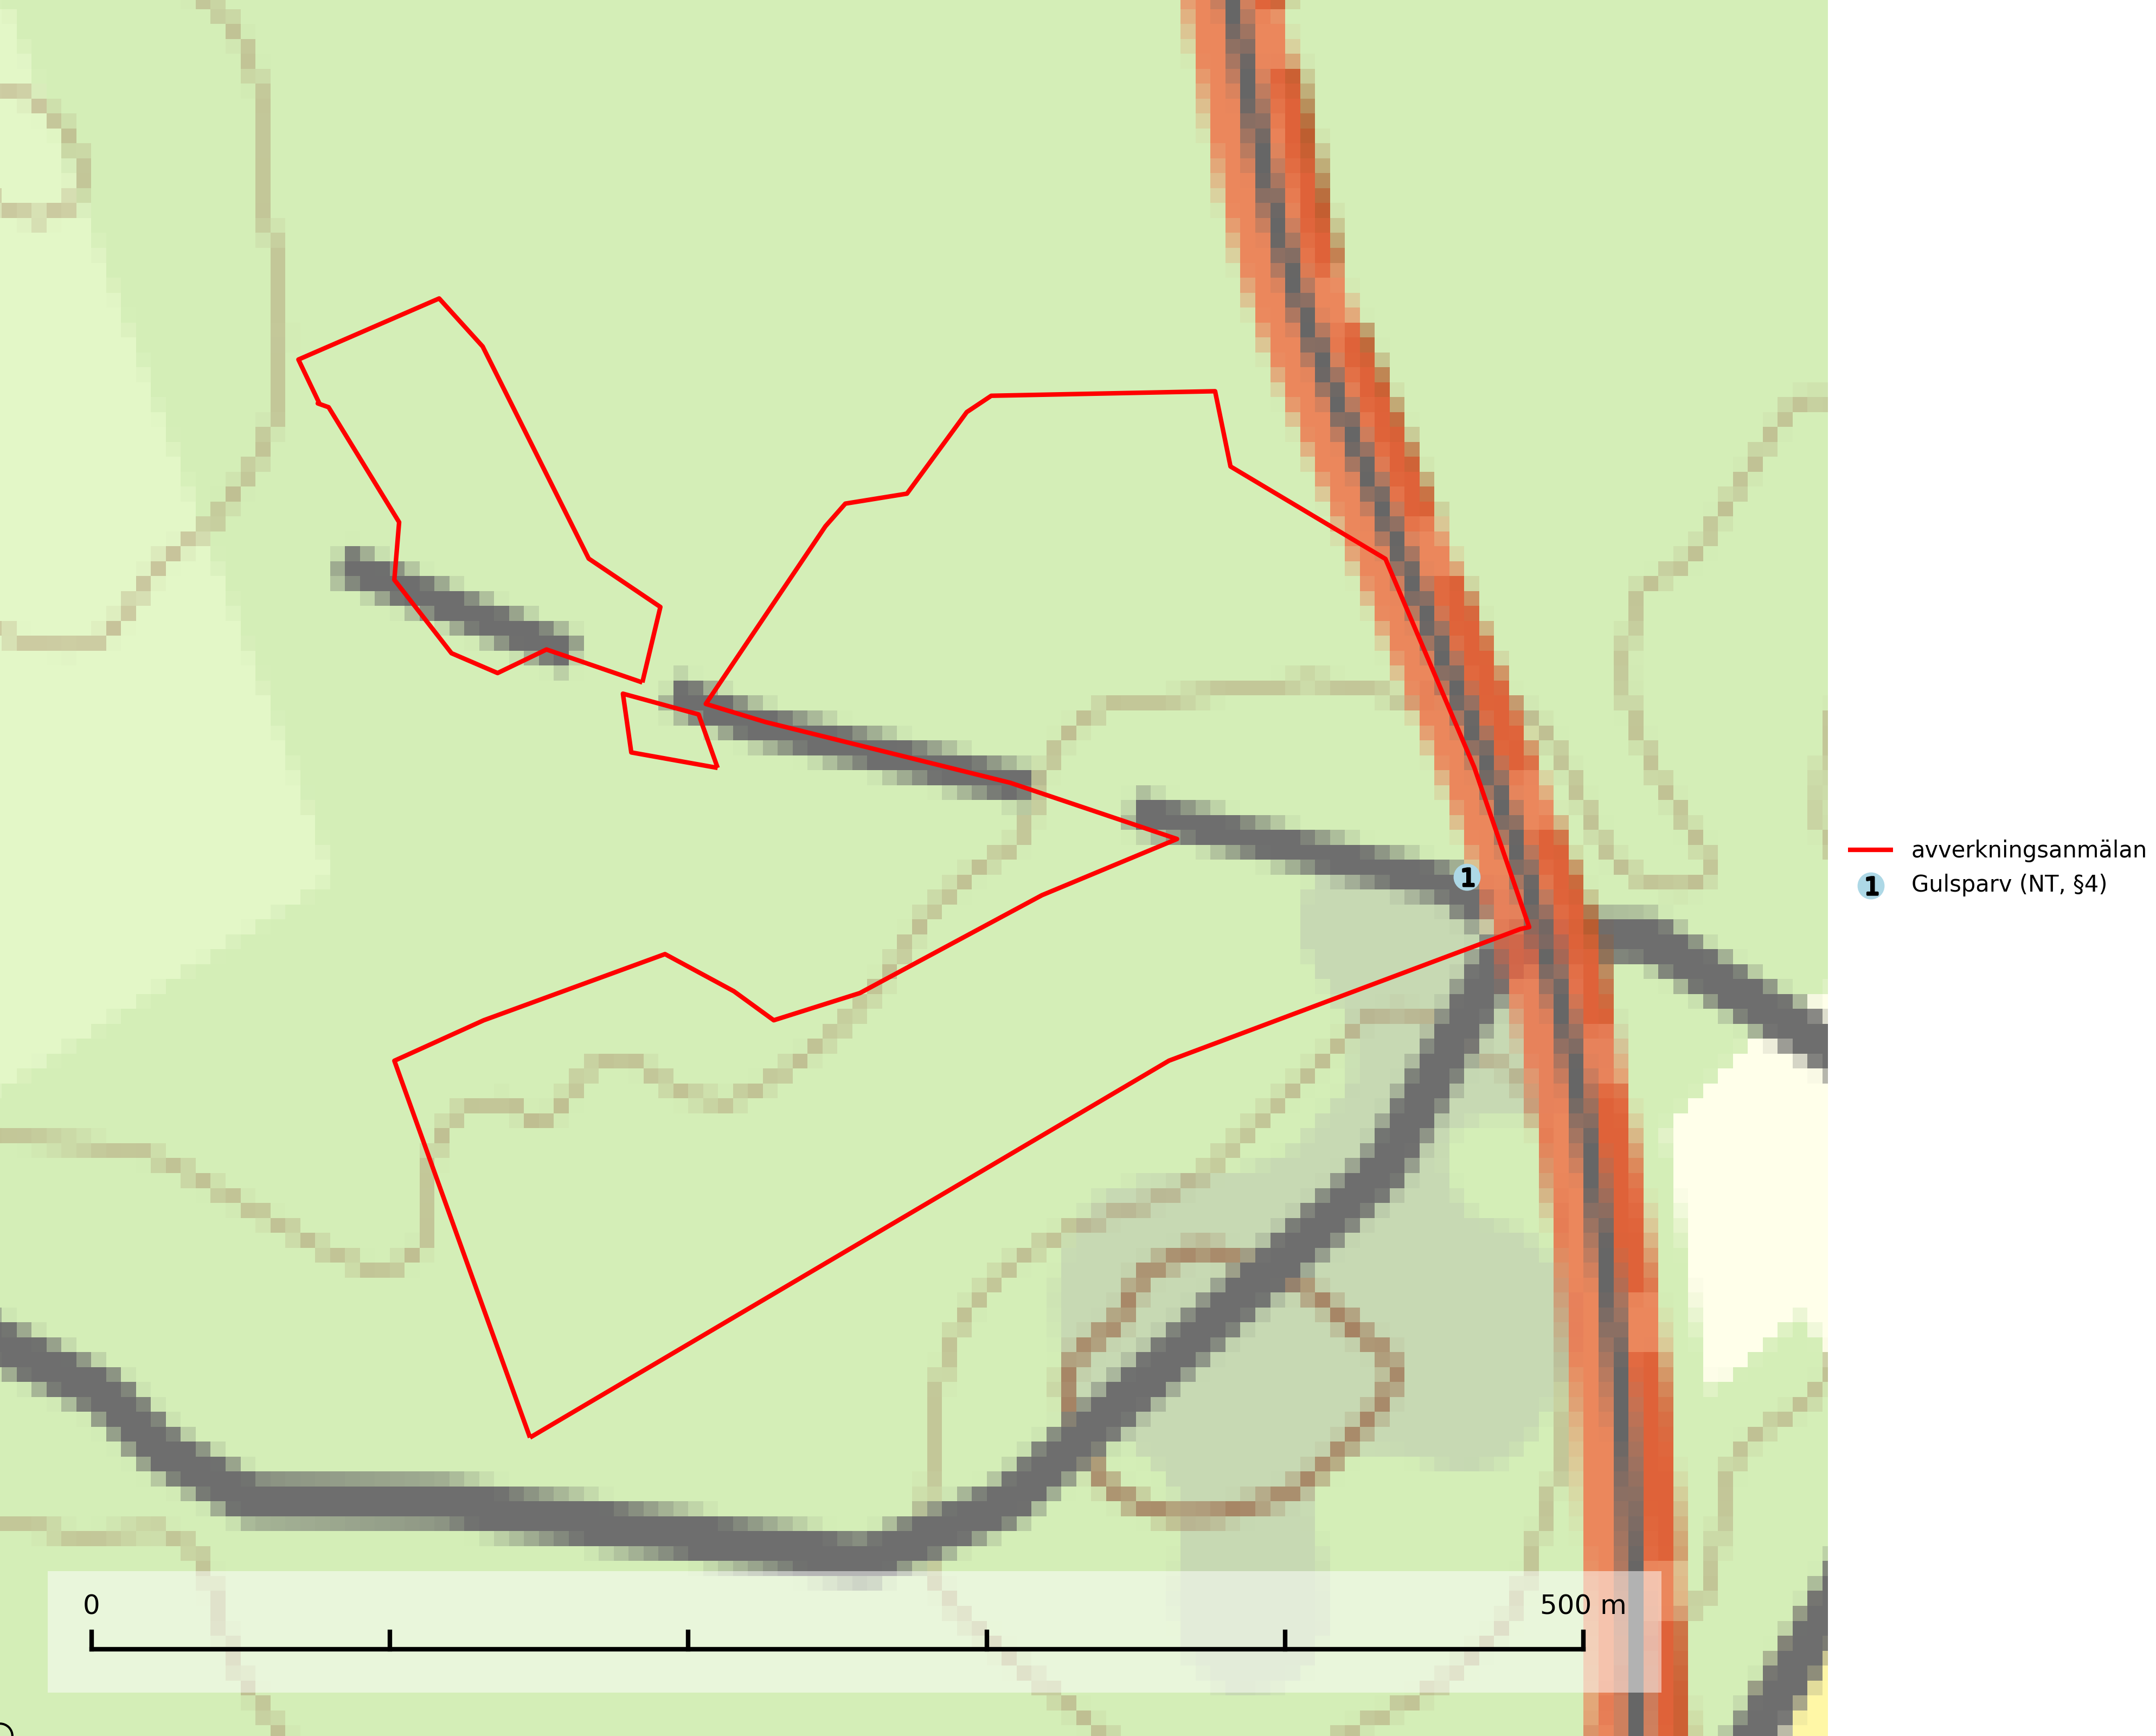 1
avverkningsanmälan
1 Gulsparv (NT, §4)
0 500 m